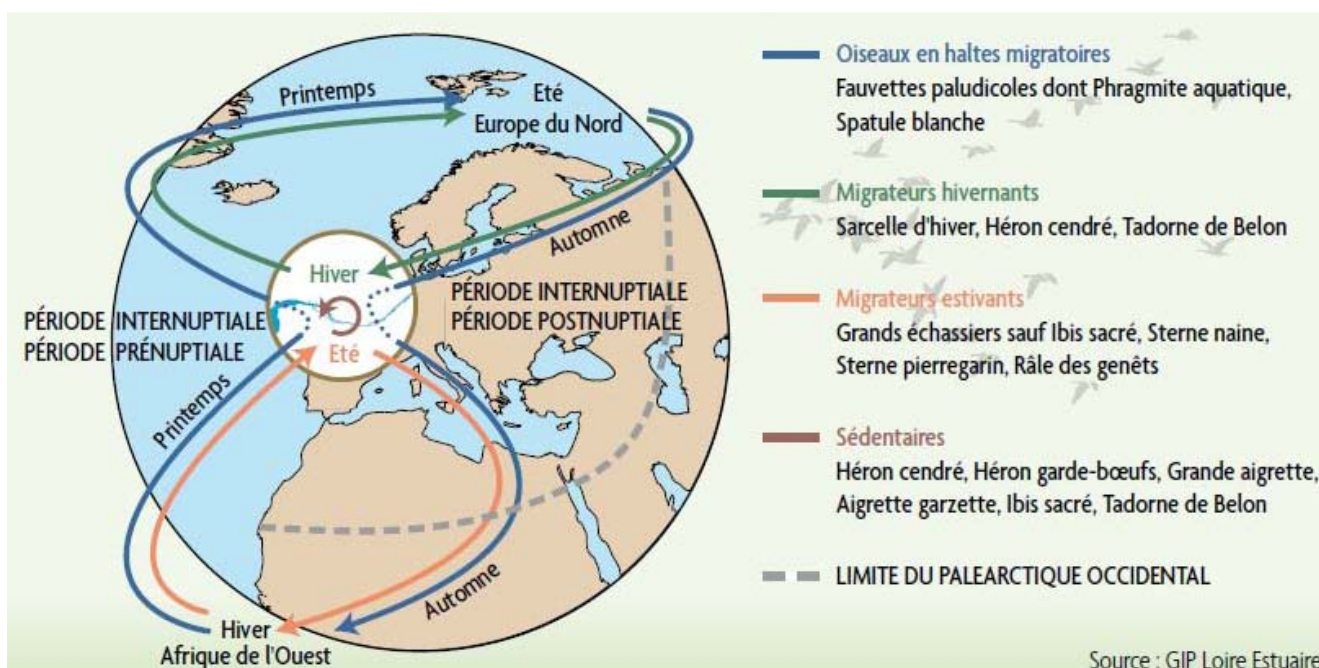 Printemps
Eté
Europe du Nord
Automne
Hiver
PÉRIODE INTERNUPTIALE
PÉRIODE POSTNUPTIALE
PÉRIODE INTERNUPTIALE
PÉRIODE PRÉNUPTIALE
Eté
Printemps
Automne
Hiver
Afrique de l'Ouest
Oiseaux en haltes migratoires
Fauvettes paludicoles dont Phragmite aquatique,
Spatule blanche
Migrateurs hivernants
Sarcelle d'hiver, Héron cendré, Tadorne de Belon
Migrateurs estivants
Grands échassiers sauf Ibis sacré, Sterne naine,
Sterne pierregarin, Râle des genêts
Sédentaires
Héron cendré, Héron garde-bœufs, Grande aigrette,
Aigrette garzette, Ibis sacré, Tadorne de Belon
LIMITE DU PALEARCTIQUE OCCIDENTAL
Source : GIP Loire Estuaire